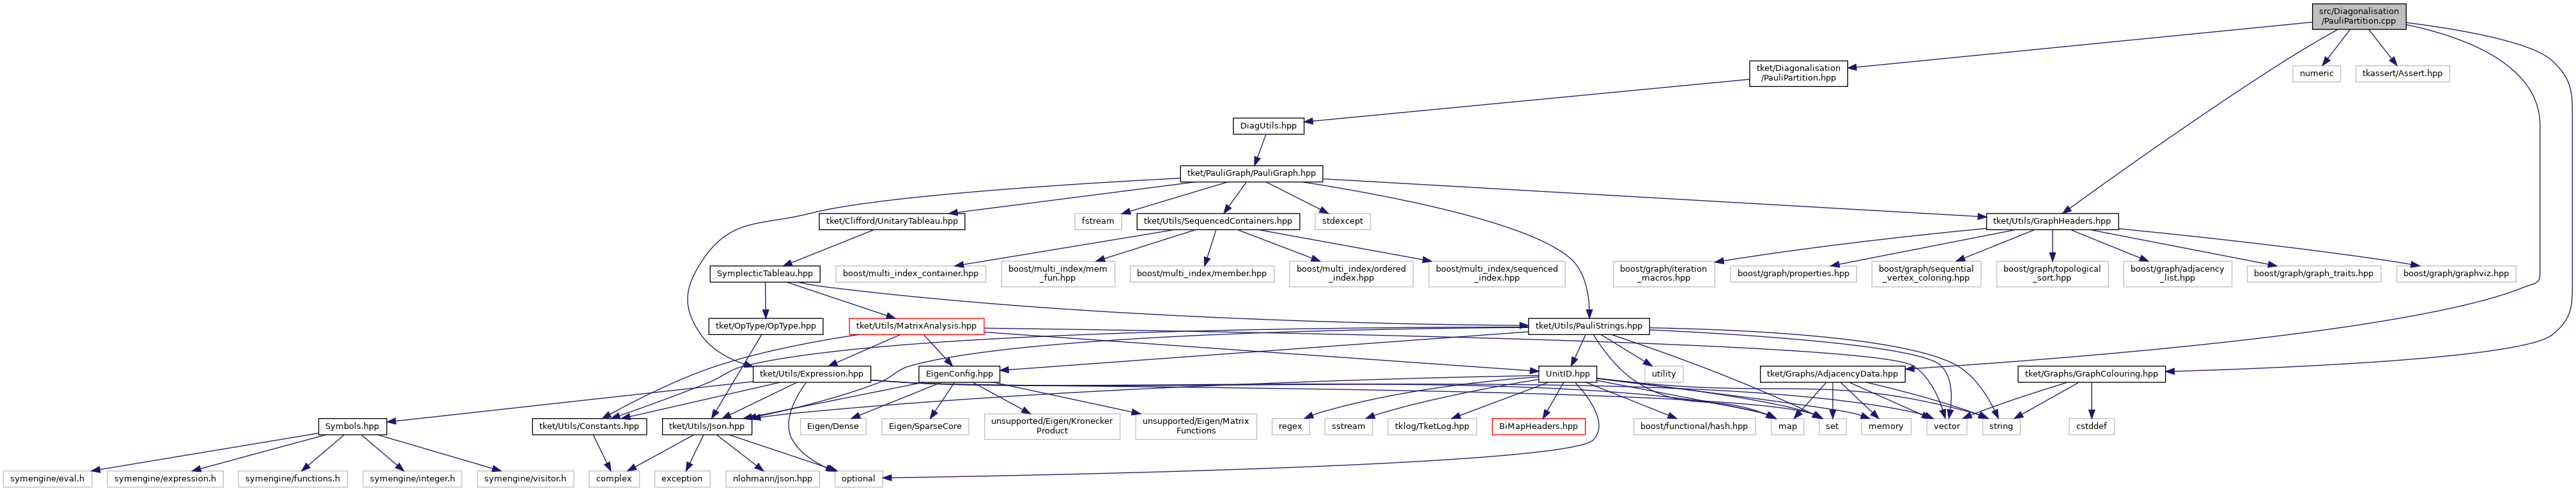 src/Diagonalisation
/PauliPartition.cpp
tket/Diagonalisation
/PauliPartition.hpp
numeric
tkassert/Assert.hpp
DiagUtils.hpp
tket/PauliGraph/PauliGraph.hpp
tket/Clifford/UnitaryTableau.hpp
fstream
tket/Utils/SequencedContainers.hpp
stdexcept
tket/Utils/GraphHeaders.hpp
SymplecticTableau.hpp
boost/multi_index_container.hpp
boost/multi_index/mem
_fun.hpp
boost/multi_index/member.hpp
boost/multi_index/ordered
_index.hpp
boost/multi_index/sequenced
_index.hpp
boost/graph/iteration
_macros.hpp
boost/graph/properties.hpp
boost/graph/sequential
_vertex_coloring.hpp
boost/graph/topological
_sort.hpp
boost/graph/adjacency
_list.hpp
boost/graph/graph_traits.hpp
boost/graph/graphviz.hpp
tket/OpType/OpType.hpp
tket/Utils/MatrixAnalysis.hpp
tket/Utils/PauliStrings.hpp
tket/Utils/Expression.hpp
EigenConfig.hpp
UnitID.hpp
utility
tket/Graphs/AdjacencyData.hpp
tket/Graphs/GraphColouring.hpp
Symbols.hpp
tket/Utils/Constants.hpp
tket/Utils/Json.hpp
Eigen/Dense
Eigen/SparseCore
unsupported/Eigen/Kronecker
Product
unsupported/Eigen/Matrix
Functions
regex
sstream
tklog/TketLog.hpp
BiMapHeaders.hpp
boost/functional/hash.hpp
map
set
memory
vector
string
cstddef
symengine/eval.h
symengine/expression.h
symengine/functions.h
symengine/integer.h
symengine/visitor.h
complex
exception
nlohmann/json.hpp
optional